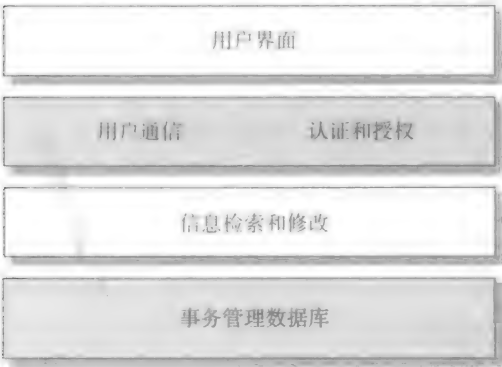 用户界面
用户通信 认证和授权
信息检索和修改
事务管理数据库